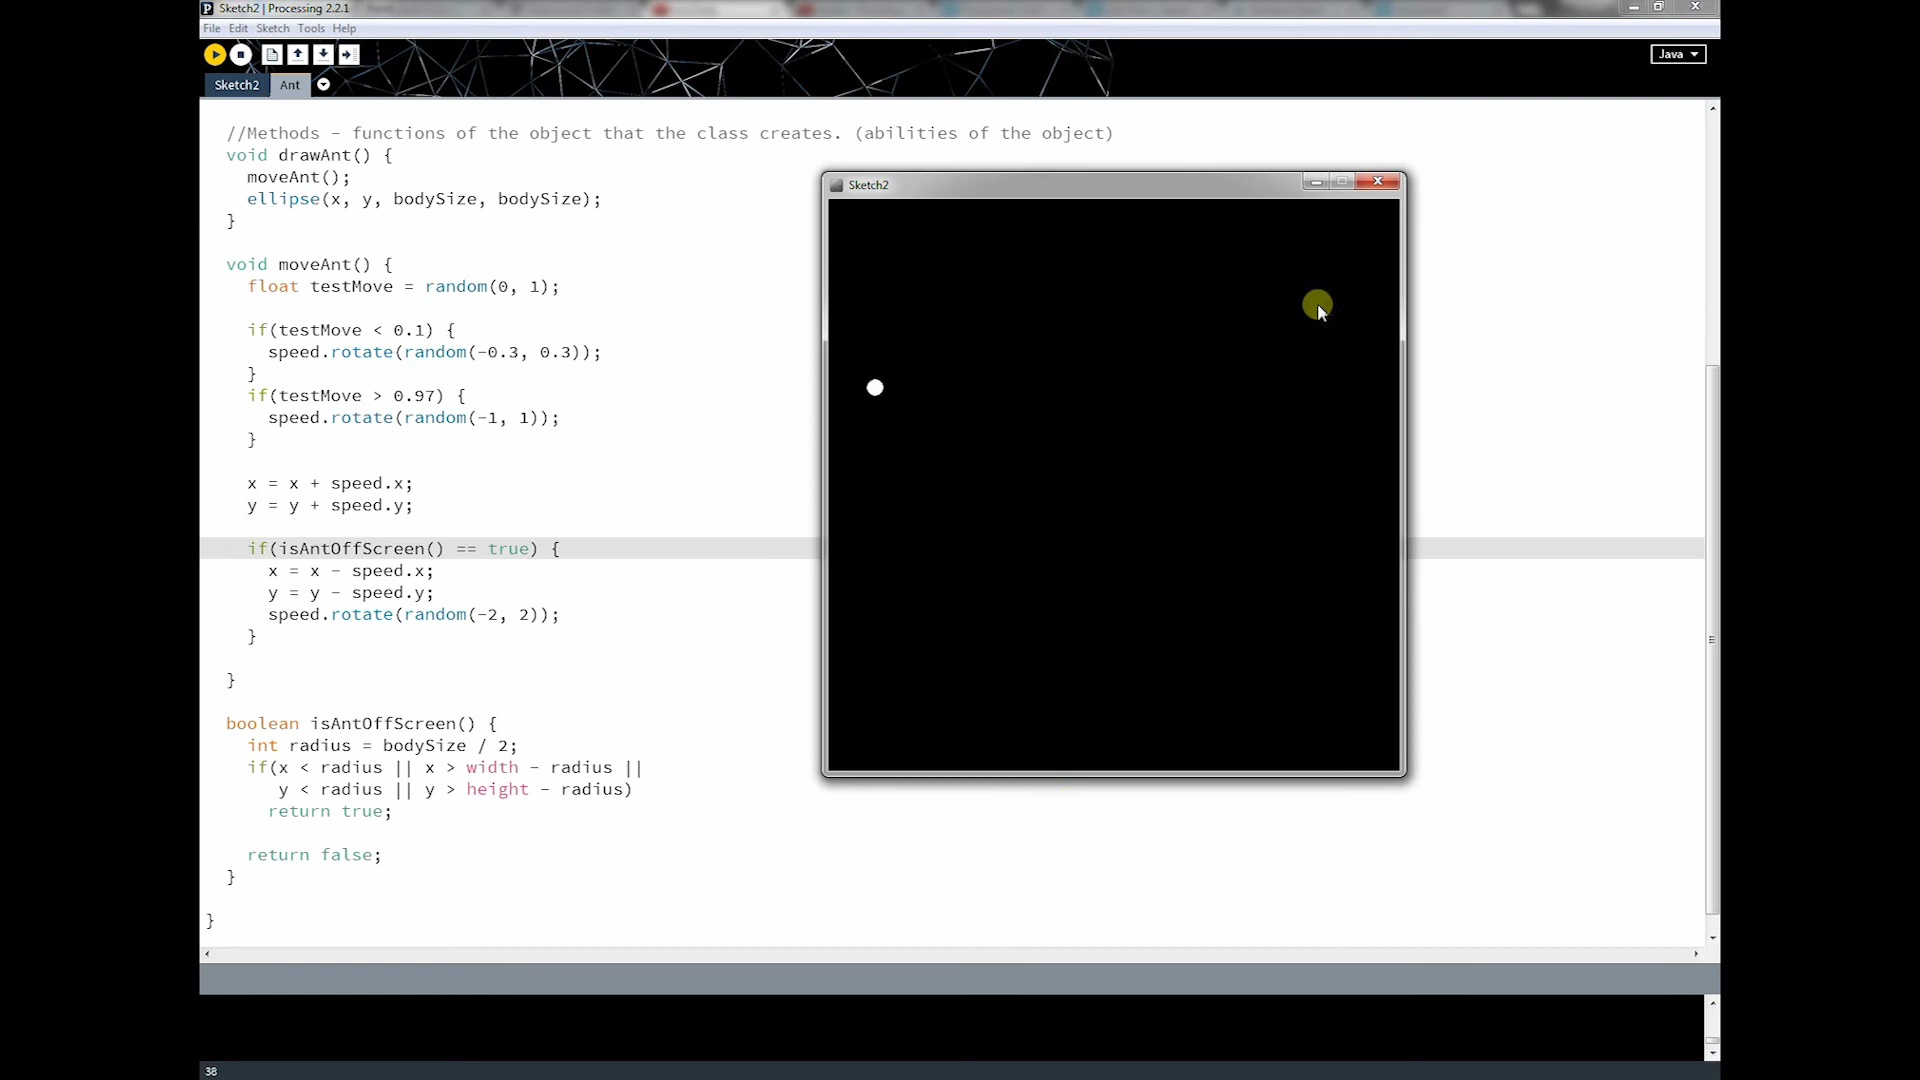 Sketch2 | Processing 2.2.1
File Edit Sketch Tools Help
Java
Sketch2 Ant
//Methods - functions of the object that the class creates. (abilities of the object)
void drawAnt() {
moveAnt();
ellipse(x, y, bodySize, bodySize);
}
void moveAnt() {
float testMove = random(0, 1);
if(testMove < 0.1) {
speed.rotate(random(-0.3, 0.3));
}
if(testMove > 0.97) {
speed.rotate(random(-1, 1));
}
x = x + speed.x;
y = y + speed.y;
if(isAntOffScreen() == true) {
x = x - speed.x;
y = y - speed.y;
speed.rotate(random(-2, 2));
}
}
boolean isAntOffScreen() {
int radius = bodySize / 2;
if(x < radius || x > width - radius ||
y < radius || y > height - radius)
return true;
return false;
}
}
Sketch2
38